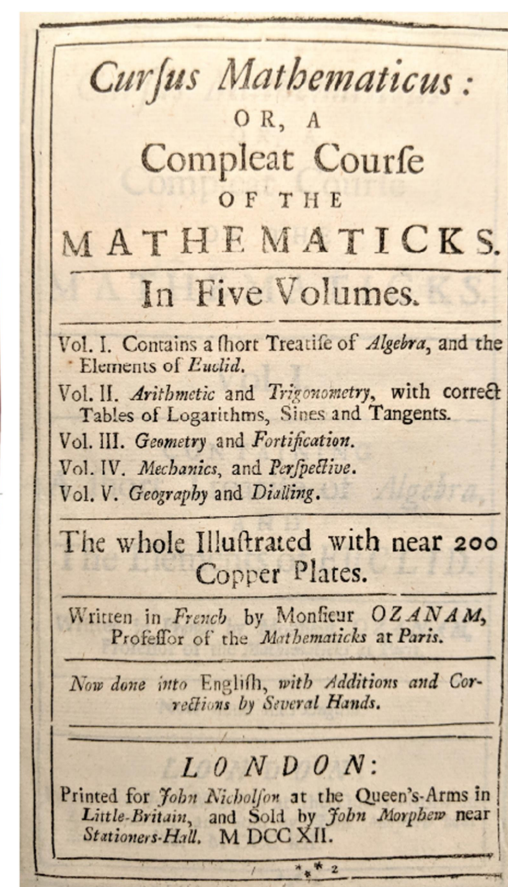 Curſus Mathematicus:
OR, A
Compleat Courſe
OF THE
MATHEMATICKS.
In Five Volumes.
Vol. I. Contains a ſhort Treatiſe of Algebra, and the
Elements of Euclid.
Vol. II. Arithmetic and Trigonometry, with correct
Tables of Logarithms, Sines and Tangents.
Vol. III. Geometry and Fortification.
Vol. IV. Mechanics, and Perſpective.
Vol. V. Geography and Dialling.
The whole Illuſtrated with near 200
Copper Plates.
Written in French by Monſieur OZANAM,
Profeſſor of the Mathematicks at Paris.
Now done into Engliſh, with Additions and Cor-
rections by Several Hands.
LONDON:
Printed for John Nicholſon at the Queen's-Arms in
Little-Britain, and Sold by John Morphew near
Stationers-Hall. M DCC XII.
*** 2